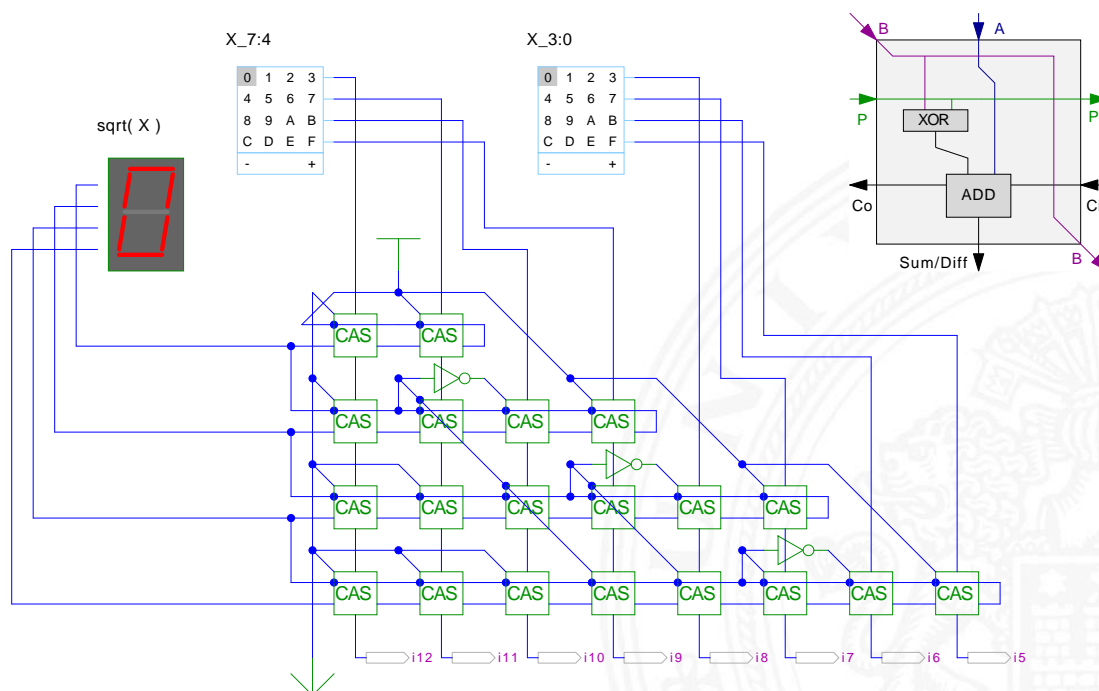 X_7:4
X_3:0
sqrt( X )
0 1 2 3
4 5 6 7
8 9 A B
C D E F
- +
0 1 2 3
4 5 6 7
8 9 A B
C D E F
- +
B A
P P
XOR
ADD
Co
Sum/Diff
B
CAS CAS
CAS CAS CAS CAS
CAS CAS CAS CAS CAS CAS
CAS CAS CAS CAS CAS CAS CAS CAS
i12 i11 i10 i9 i8 i7 i6 i5